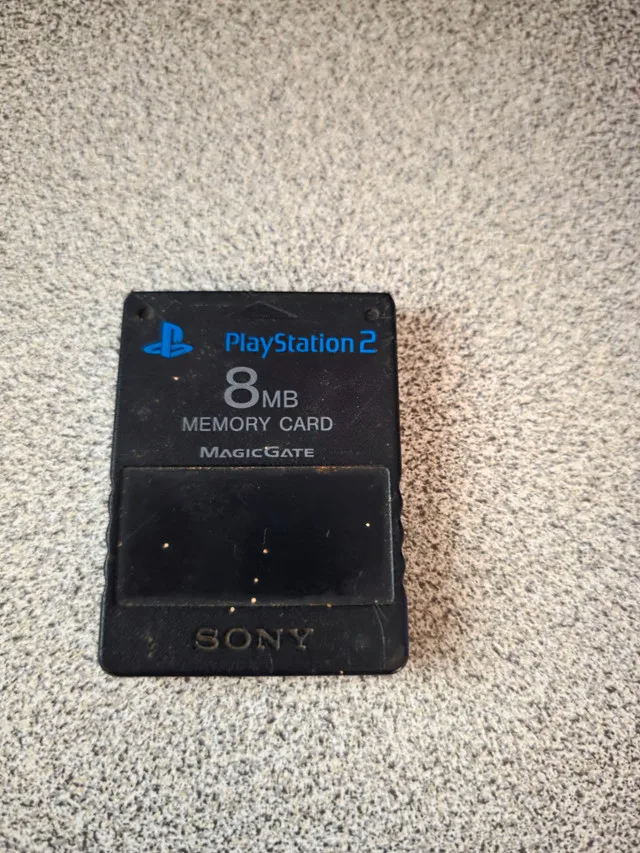 PlayStation 2
8MB
MEMORY CARD
MAGICGATE
SONY